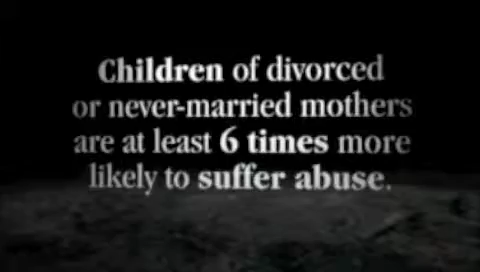 Children of divorced
or never-married mothers
are at least 6 times more
likely to suffer abuse.